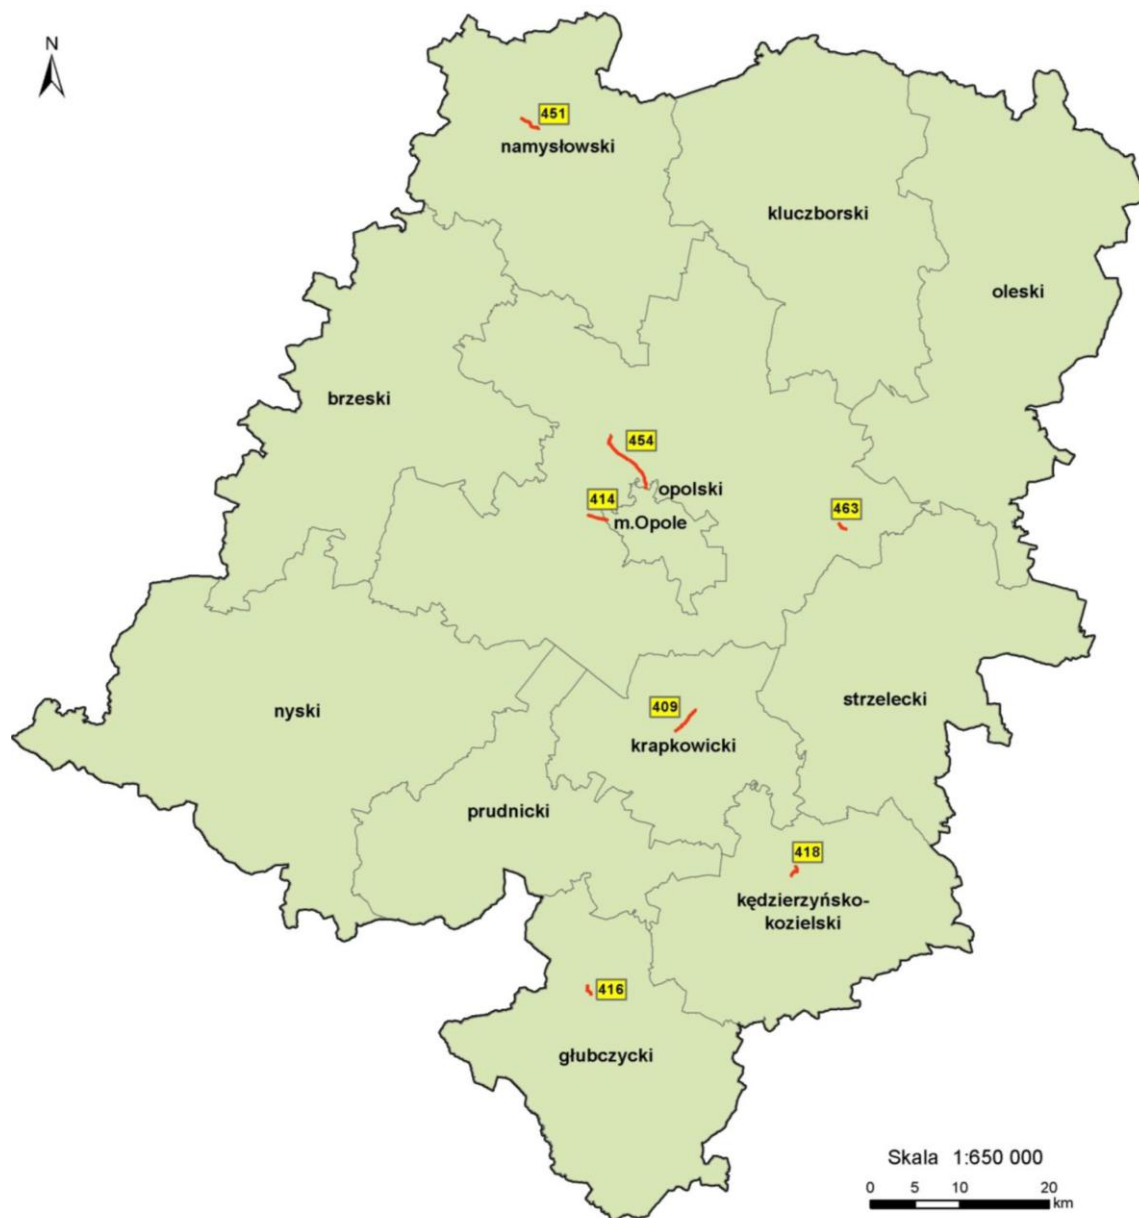 N
451
namysłowski
kluczborski
oleski
brzeski
454
opolski
414
m.Opole
463
nyski
strzelecki
409
krapkowicki
prudnicki
418
kędzierzyńsko-
kozielski
416
głubczycki
Skala 1:650 000
0 5 10 20
km